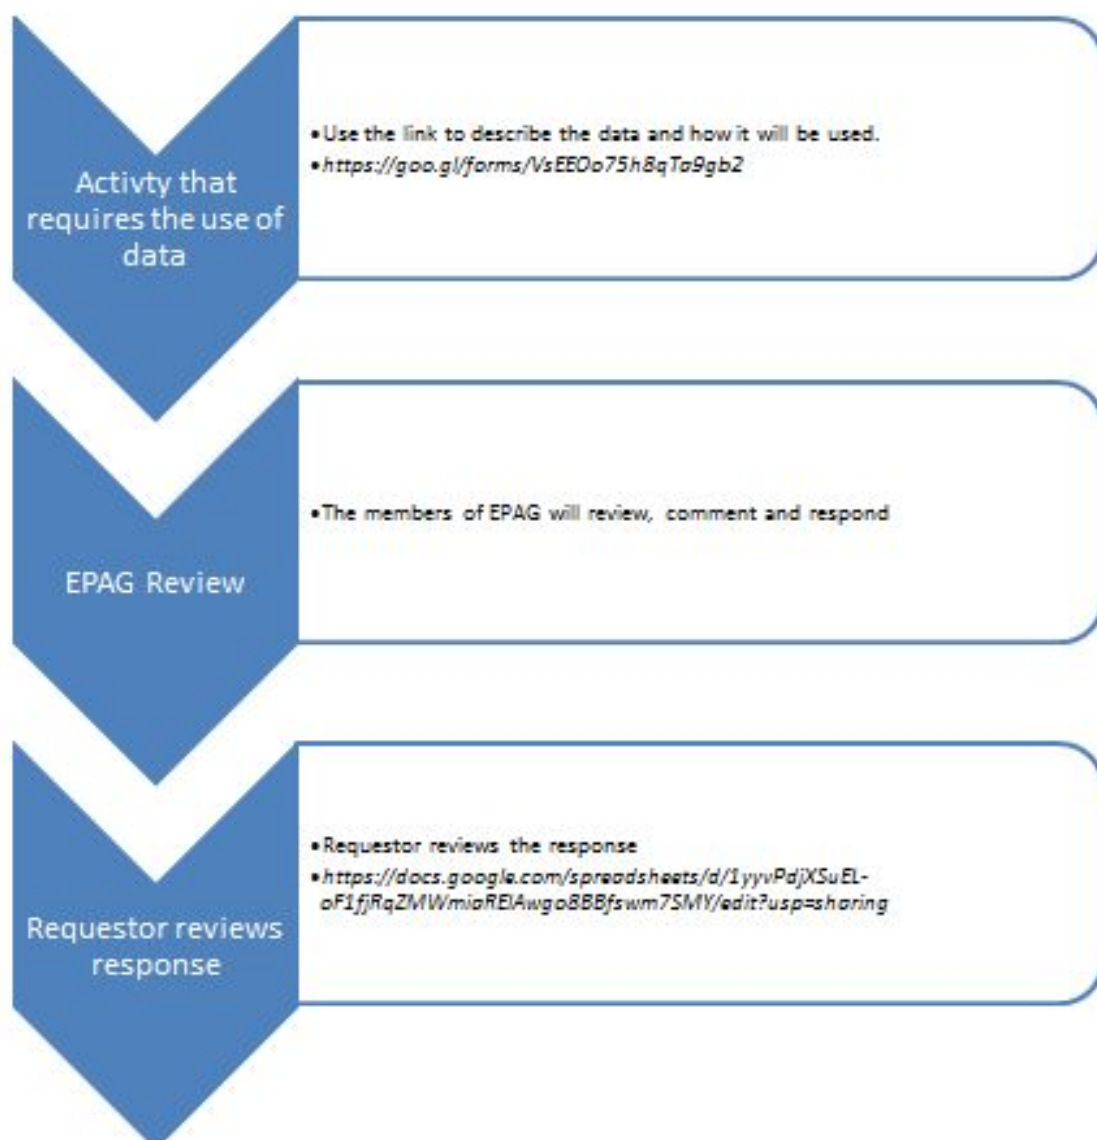 Activty that
requires the use of
data
•Use the link to describe the data and how it will be used.
•https://goo.gl/forms/VsEEOo75h8qTa9gb2
EPAG Review
•The members of EPAG will review, comment and respond
Requestor reviews
response
•Requestor reviews the response
•https://docs.google.com/spreadsheets/d/1yyvPdjXSuEL-
oF1fjRqZMWmiaREIAwgo8BBfswm7SMY/edit?usp=sharing